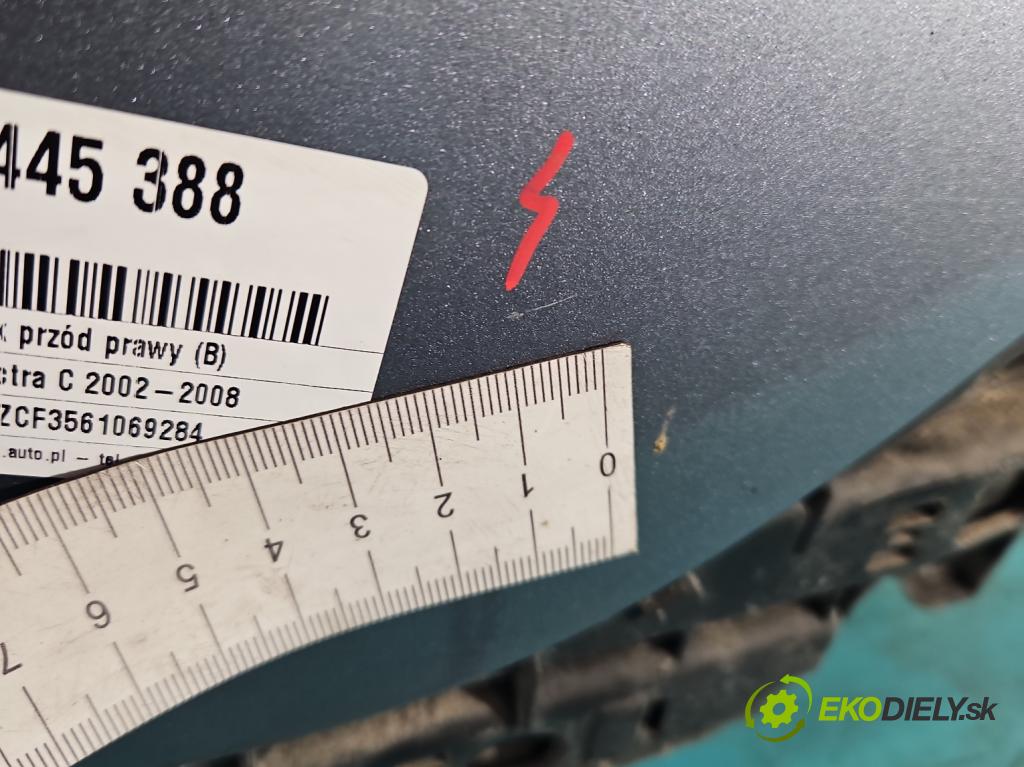 445 388
przód prawy (B)
ctra C 2002-2008
ZCF3561069284
.auto.pl - tel
0 1 2 3 4 5 6 7
EKODIELY.sk